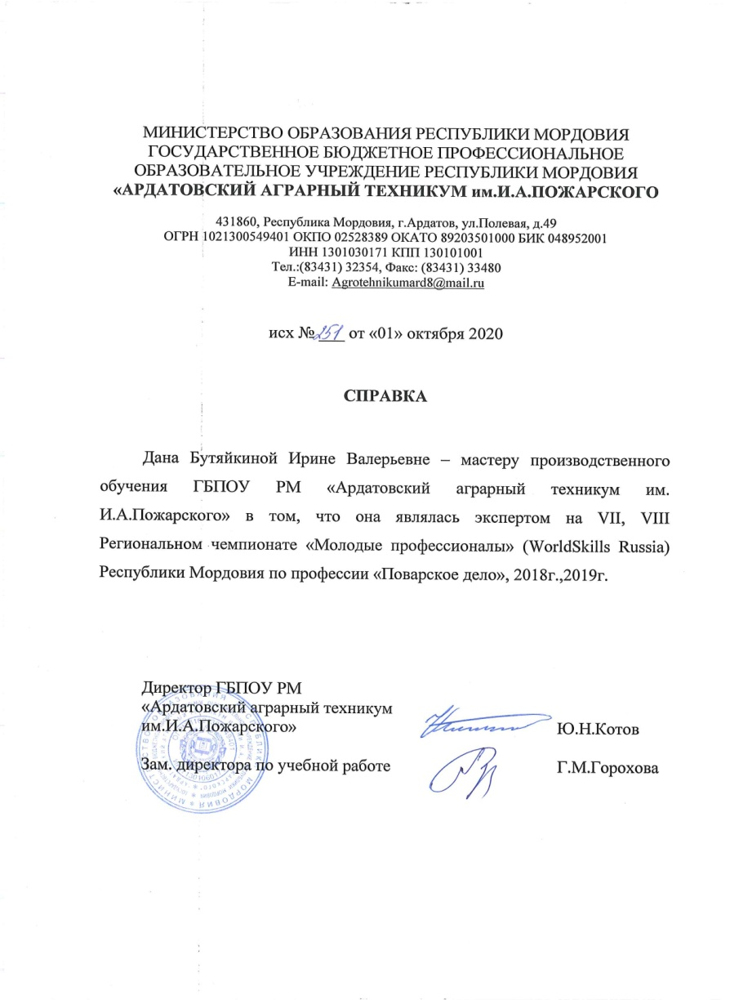 МИНИСТЕРСТВО ОБРАЗОВАНИЯ РЕСПУБЛИКИ МОРДОВИЯ
ГОСУДАРСТВЕННОЕ БЮДЖЕТНОЕ ПРОФЕССИОНАЛЬНОЕ
ОБРАЗОВАТЕЛЬНОЕ УЧРЕЖДЕНИЕ РЕСПУБЛИКИ МОРДОВИЯ
«АРДАТОВСКИЙ АГРАРНЫЙ ТЕХНИКУМ им.И.А.ПОЖАРСКОГО
431860, Республика Мордовия, г.Ардатов, ул.Полевая, д.49
ОГРН 1021300549401 ОКПО 02528389 ОКАТО 89203501000 БИК 048952001
ИНН 1301030171 КПП 130101001
Тел.:(83431) 32354, Факс: (83431) 33480
E-mail: Agrotehnikumard8@mail.ru
исх № 251 от «01» октября 2020
СПРАВКА
Дана Бутяйкиной Ирине Валерьевне – мастеру производственного
обучения ГБПОУ РМ «Ардатовский аграрный техникум им.
И.А.Пожарского» в том, что она являлась экспертом на VII, VIII
Региональном чемпионате «Молодые профессионалы» (WorldSkills Russia)
Республики Мордовия по профессии «Поварское дело», 2018г.,2019г.
Директор ГБПОУ РМ
«Ардатовский аграрный техникум
им.И.А.Пожарского» Ю.Н.Котов
Зам. директора по учебной работе Г.М.Горохова